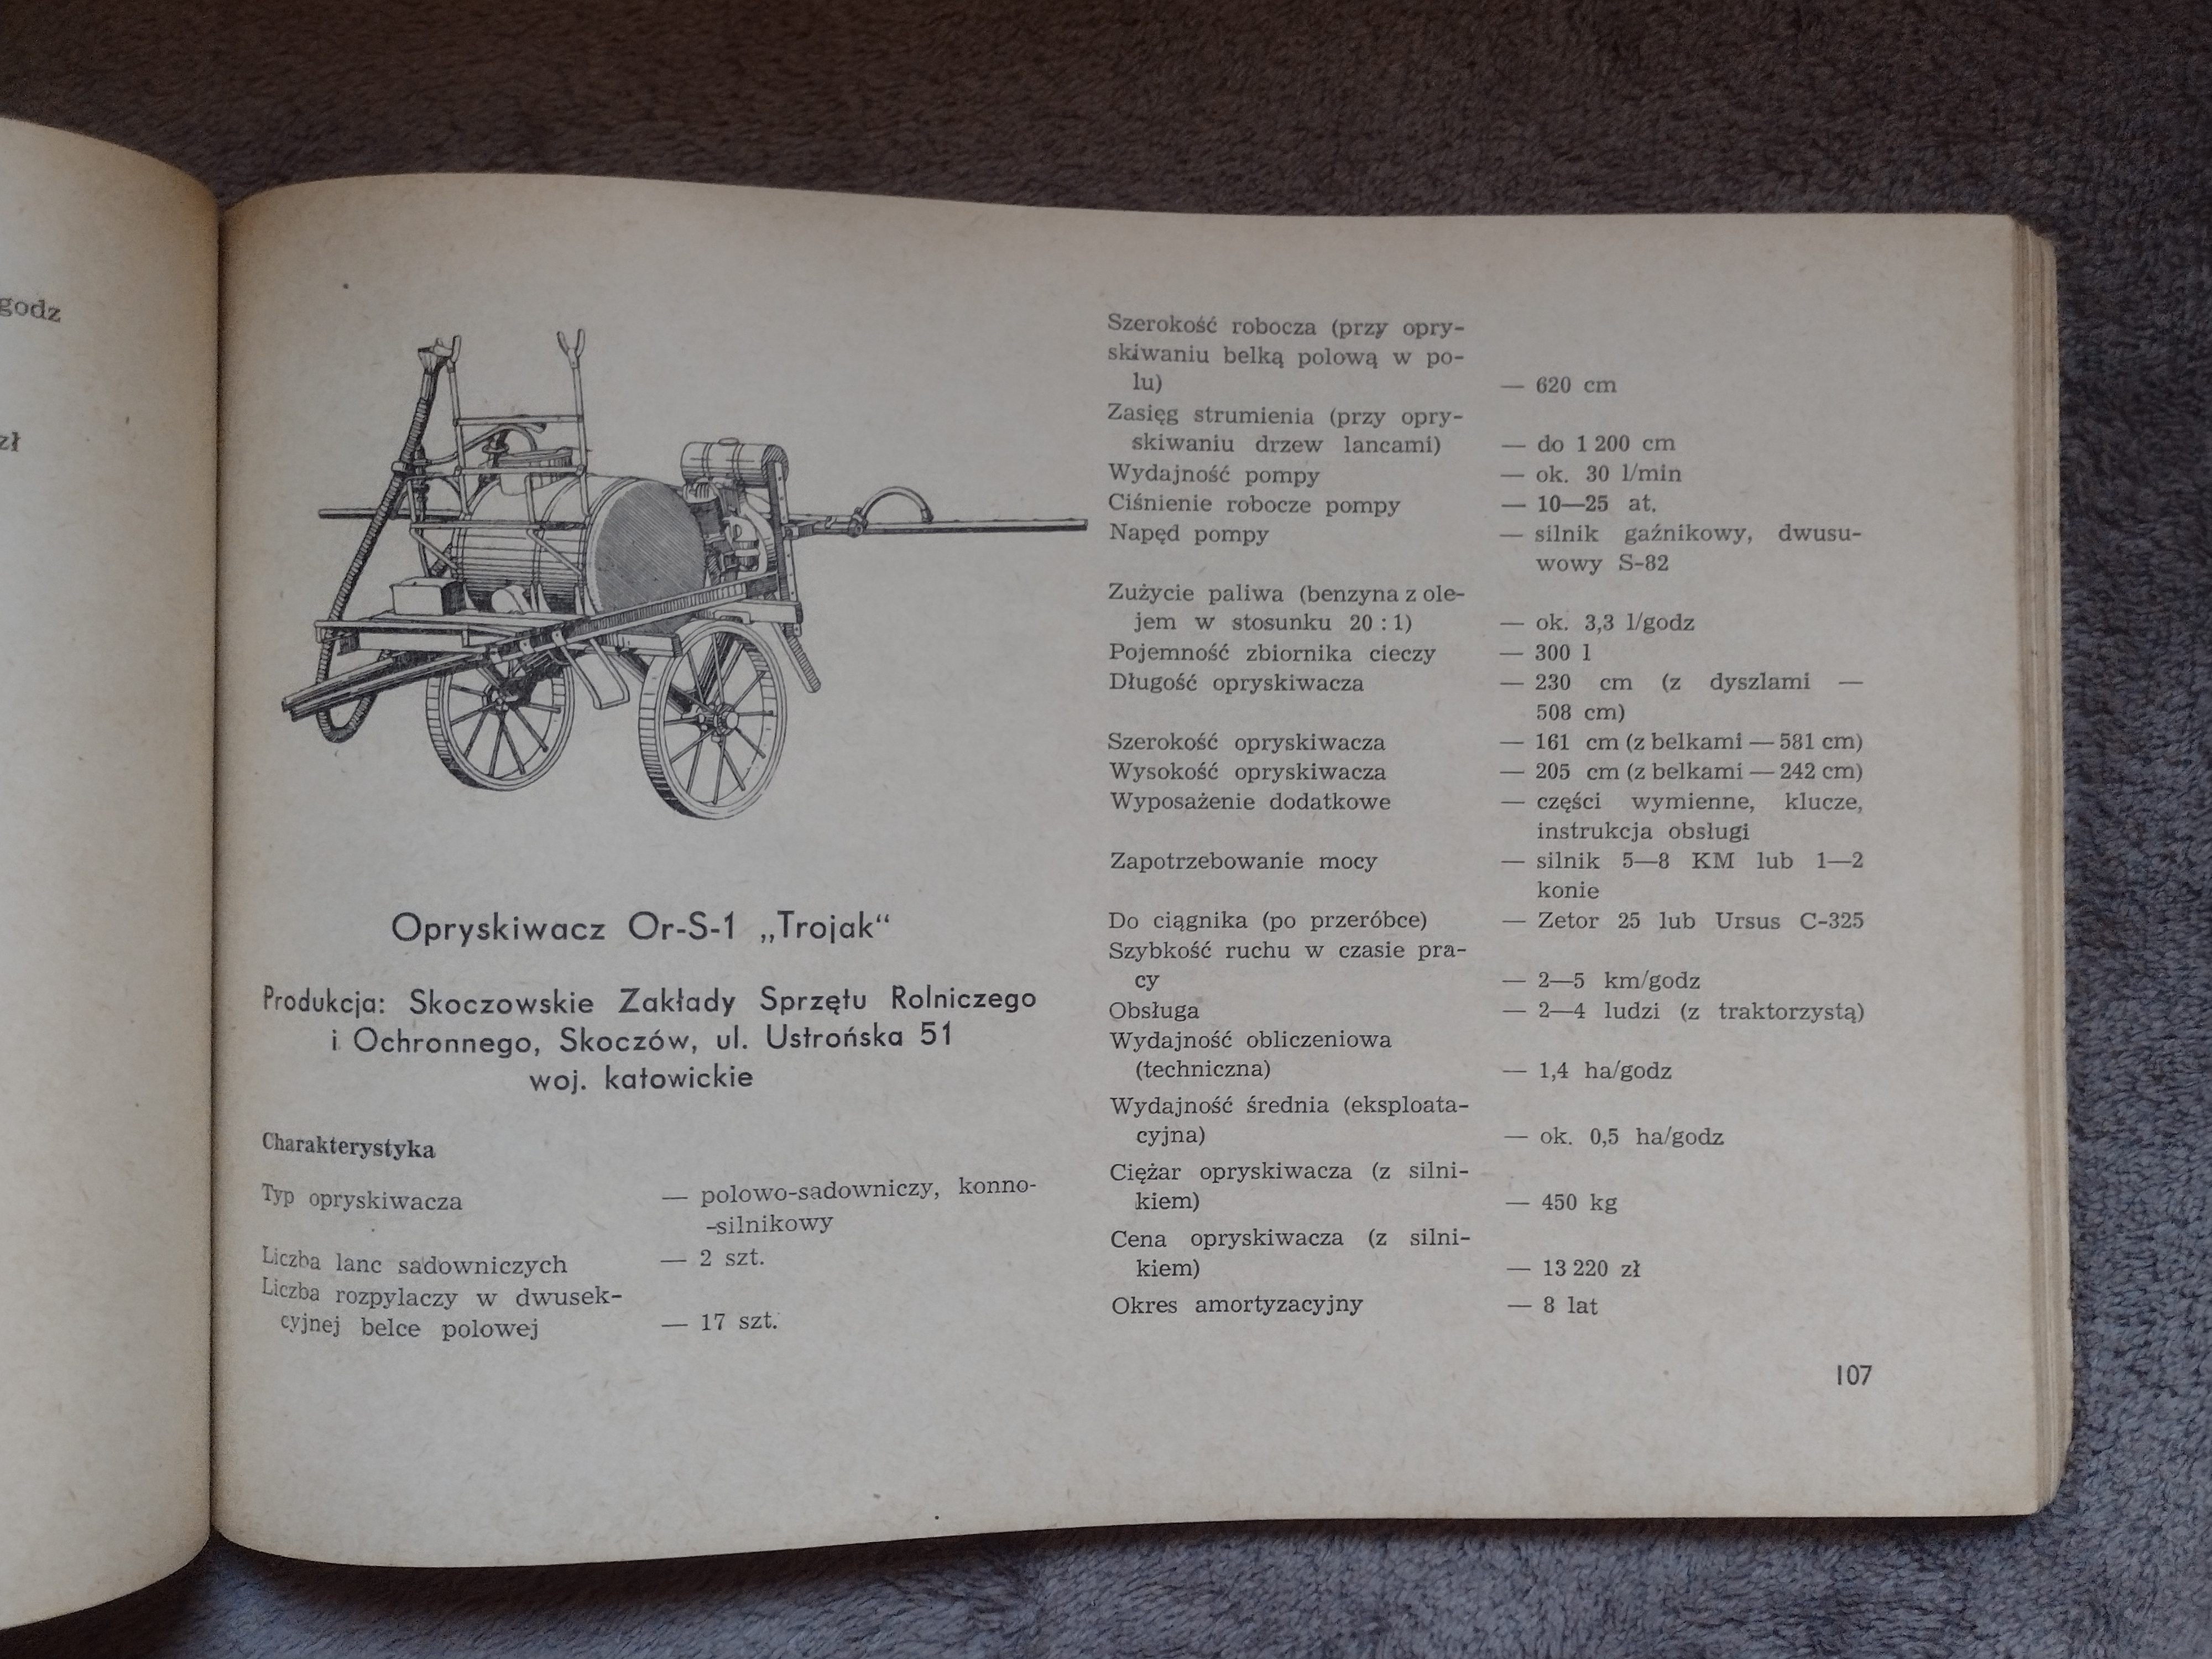 godz
zł
Opryskiwacz Or-S-1 „Trojak“
Produkcja: Skoczowskie Zakłady Sprzętu Rolniczego
i Ochronnego, Skoczów, ul. Ustrońska 51
woj. katowickie
Charakterystyka
Typ opryskiwacza — polowo-sadowniczy, konno-
-silnikowy
Liczba lanc sadowniczych — 2 szt.
Liczba rozpylaczy w dwusek-
cyjnej belce polowej — 17 szt.
Szerokość robocza (przy opry-
skiwaniu belką polową w po-
lu) — 620 cm
Zasięg strumienia (przy opry-
skiwaniu drzew lancami) — do 1 200 cm
Wydajność pompy — ok. 30 l/min
Ciśnienie robocze pompy — 10—25 at.
Napęd pompy — silnik gaźnikowy, dwusu-
wowy S-82
Zużycie paliwa (benzyna z ole-
jem w stosunku 20 : 1) — ok. 3,3 l/godz
Pojemność zbiornika cieczy — 300 l
Długość opryskiwacza — 230 cm (z dyszlami —
508 cm)
Szerokość opryskiwacza — 161 cm (z belkami — 581 cm)
Wysokość opryskiwacza — 205 cm (z belkami — 242 cm)
Wyposażenie dodatkowe — części wymienne, klucze,
instrukcja obsługi
Zapotrzebowanie mocy — silnik 5—8 KM lub 1—2
konie
Do ciągnika (po przeróbce) — Zetor 25 lub Ursus C-325
Szybkość ruchu w czasie pra-
cy — 2—5 km/godz
Obsługa — 2—4 ludzi (z traktorzystą)
Wydajność obliczeniowa
(techniczna) — 1,4 ha/godz
Wydajność średnia (eksploata-
cyjna) — ok. 0,5 ha/godz
Ciężar opryskiwacza (z silni-
kiem) — 450 kg
Cena opryskiwacza (z silni-
kiem) — 13 220 zł
Okres amortyzacyjny — 8 lat
107